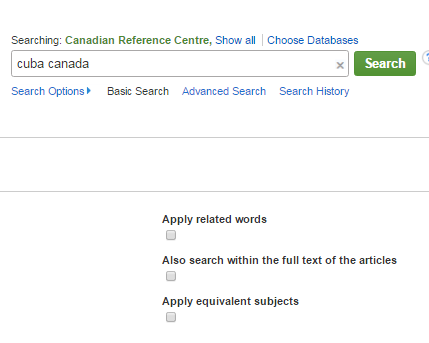 Searching: Canadian Reference Centre, Show all | Choose Databases
cuba canada × Search ?
Search Options Basic Search Advanced Search Search History
Apply related words
Also search within the full text of the articles
Apply equivalent subjects